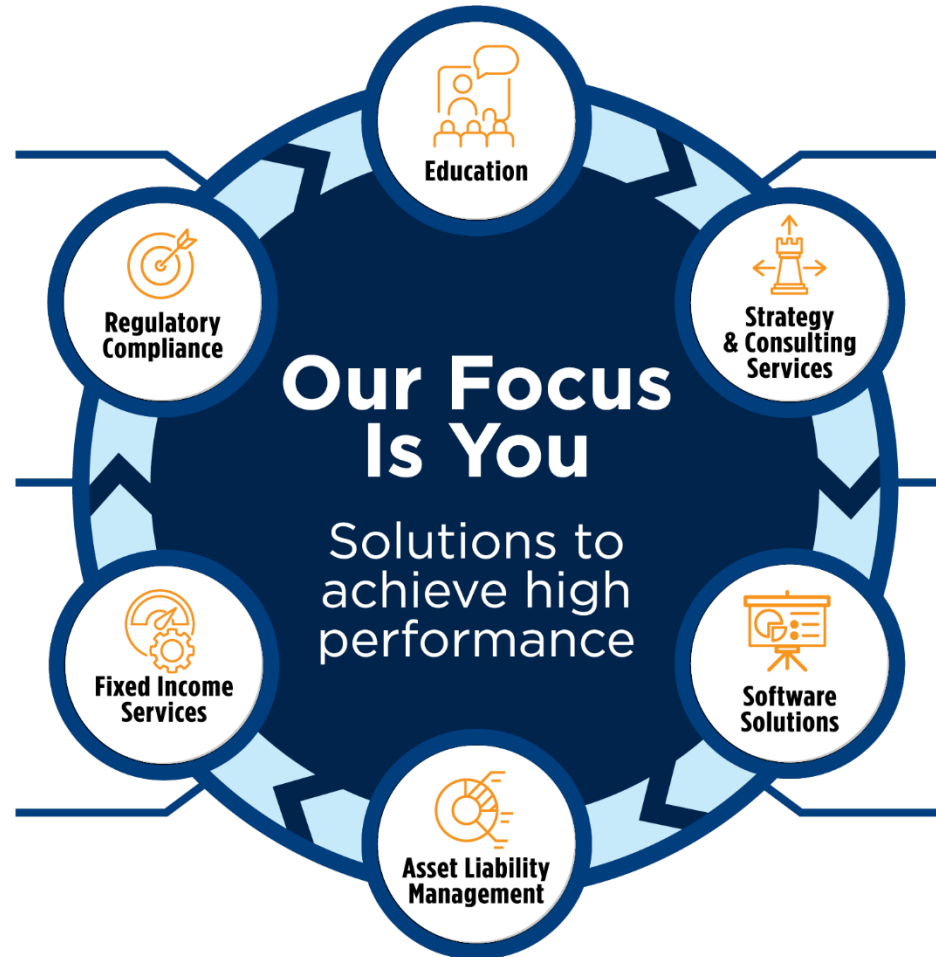 Education
Regulatory
Compliance
Strategy
& Consulting
Services
Our Focus
Is You
Solutions to
achieve high
performance
Fixed Income
Services
Software
Solutions
Asset Liability
Management